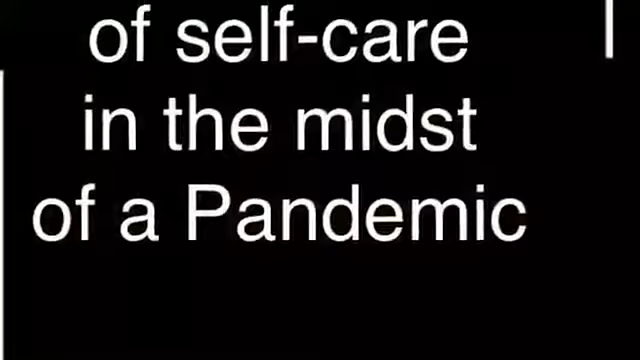 of self-care
in the midst
of a Pandemic